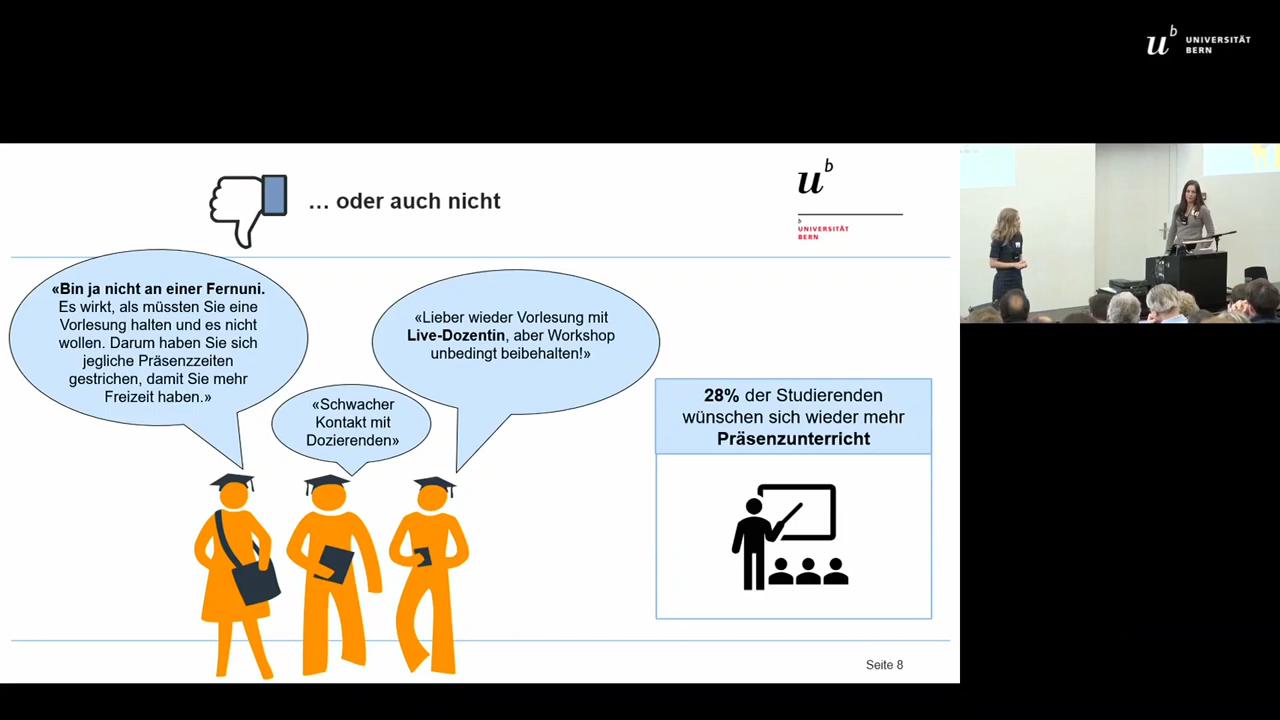 u b UNIVERSITÄT
BERN
… oder auch nicht
u b
b
UNIVERSITÄT
BERN
«Bin ja nicht an einer Fernuni.
Es wirkt, als müssten Sie eine
Vorlesung halten und es nicht
wollen. Darum haben Sie sich
jegliche Präsenzzeiten
gestrichen, damit Sie mehr
Freizeit haben.»
«Schwacher
Kontakt mit
Dozierenden»
«Lieber wieder Vorlesung mit
Live-Dozentin, aber Workshop
unbedingt beibehalten!»
28% der Studierenden
wünschen sich wieder mehr
Präsenzunterricht
Seite 8